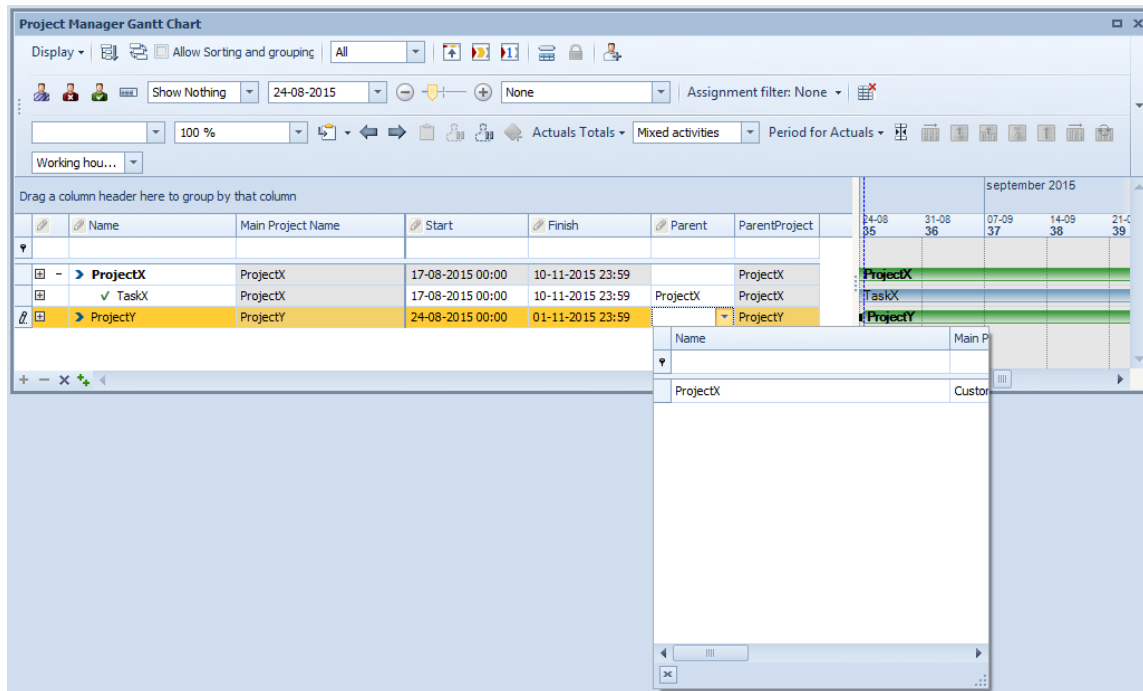 Project Manager Gantt Chart
Display Allow Sorting and grouping All
Show Nothing 24-08-2015 None Assignment filter: None
100 % Actuals Totals Mixed activities Period for Actuals
Working hou...
Drag a column header here to group by that column
september 2015
Name Main Project Name Start Finish Parent ParentProject 24-08 31-08 07-09 14-09 21-0
35 36 37 38 39
ProjectX ProjectX 17-08-2015 00:00 10-11-2015 23:59 ProjectX ProjectX
TaskX ProjectX 17-08-2015 00:00 10-11-2015 23:59 ProjectX ProjectX TaskX
ProjectY ProjectY 24-08-2015 00:00 01-11-2015 23:59 ProjectY ProjectY
Name Main P
ProjectX Custor